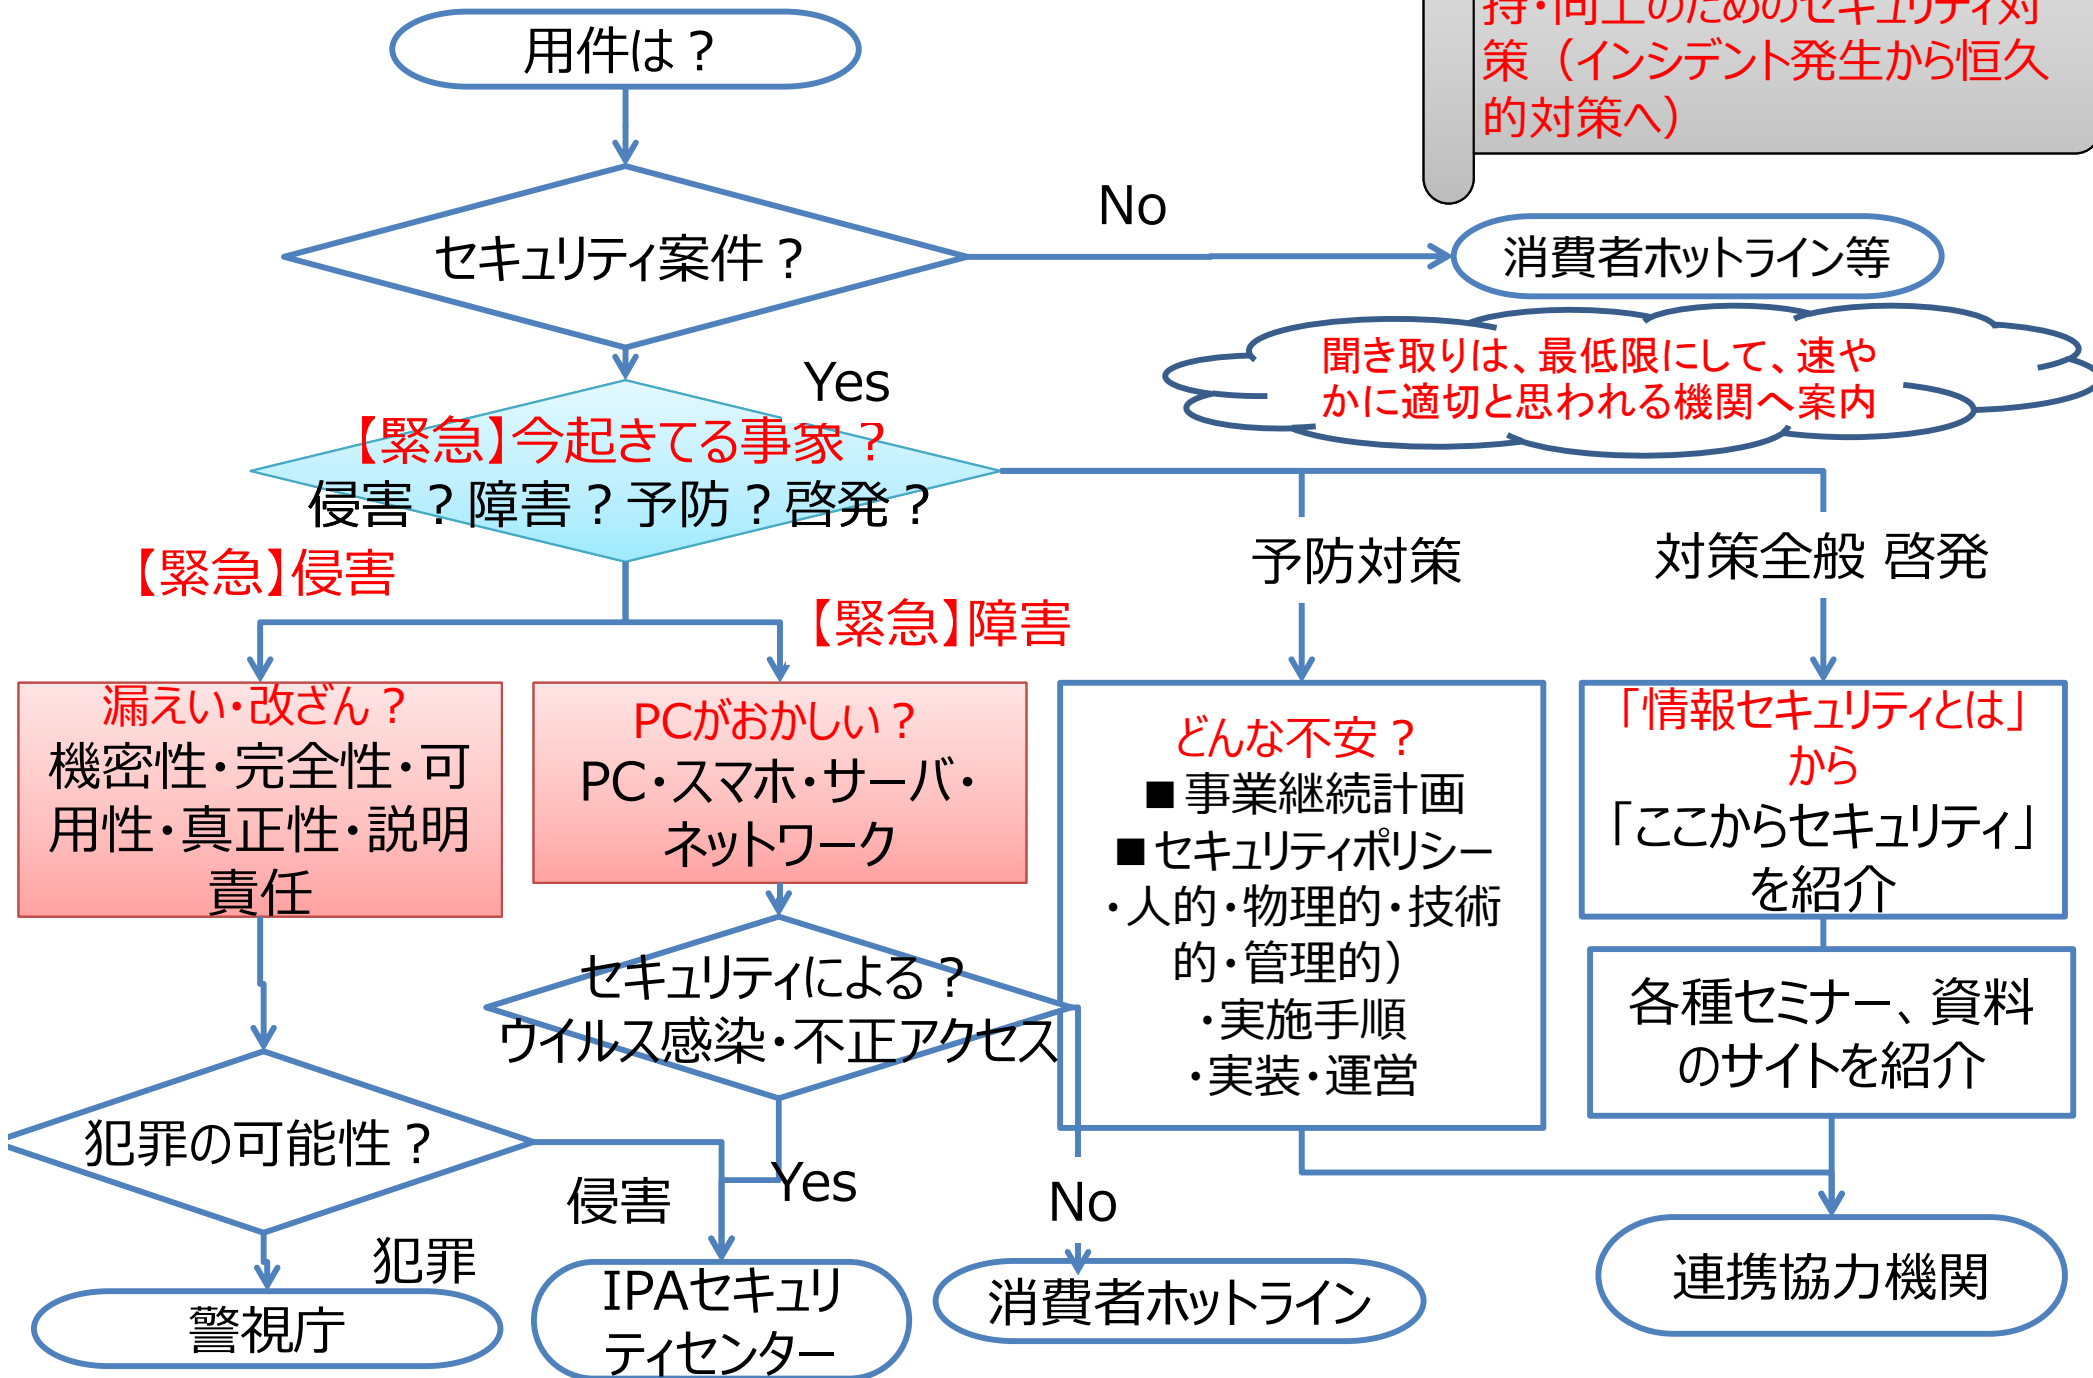 持・向上のためのセキュリティ対
策（インシデント発生から恒久
的対策へ）
用件は？
セキュリティ案件？
No
消費者ホットライン等
聞き取りは、最低限にして、速や
かに適切と思われる機関へ案内
Yes
【緊急】今起きてる事象？
侵害？障害？予防？啓発？
【緊急】侵害
【緊急】障害
予防対策
対策全般 啓発
漏えい・改ざん？
機密性・完全性・可
用性・真正性・説明
責任
PCがおかしい？
PC・スマホ・サーバ・
ネットワーク
どんな不安？
■事業継続計画
■セキュリティポリシー
・人的・物理的・技術
的・管理的）
・実施手順
・実装・運営
「情報セキュリティとは」
から
「ここからセキュリティ」
を紹介
各種セミナー、資料
のサイトを紹介
セキュリティによる？
ウイルス感染・不正アクセス
犯罪の可能性？
侵害
Yes
No
犯罪
警視庁
IPAセキュリ
ティセンター
消費者ホットライン
連携協力機関